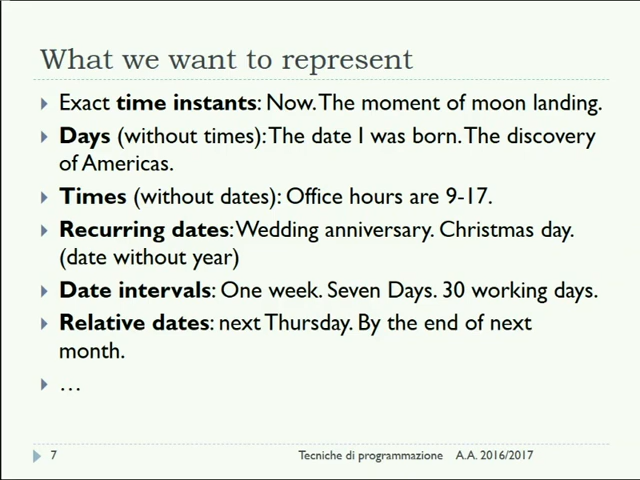 What we want to represent
Exact time instants: Now. The moment of moon landing.
Days (without times): The date I was born. The discovery
of Americas.
Times (without dates): Office hours are 9-17.
Recurring dates: Wedding anniversary. Christmas day.
(date without year)
Date intervals: One week. Seven Days. 30 working days.
Relative dates: next Thursday. By the end of next
month.
…
7 Tecniche di programmazione A.A. 2016/2017